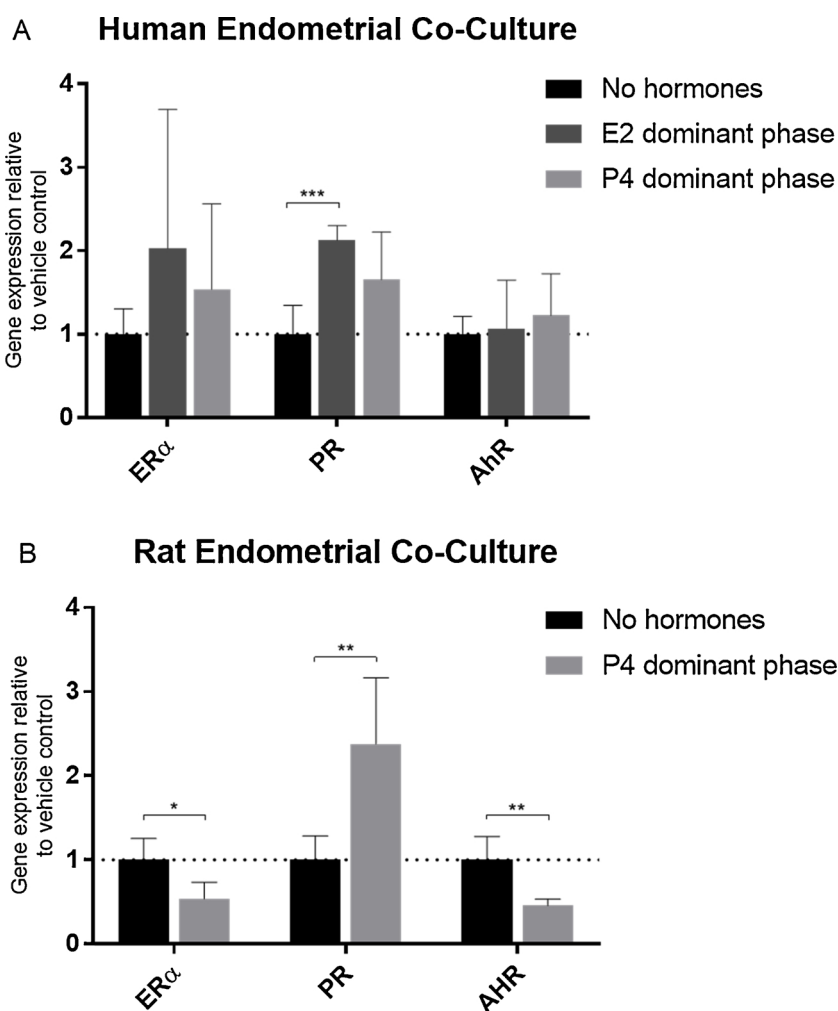 A
Human Endometrial Co-Culture
Gene expression relative
to vehicle control
4
3
2
1
0
***
No hormones
E2 dominant phase
P4 dominant phase
ERα
PR
AhR
B
Rat Endometrial Co-Culture
Gene expression relative
to vehicle control
4
3
2
1
0
*
**
**
No hormones
P4 dominant phase
ERα
PR
AHR